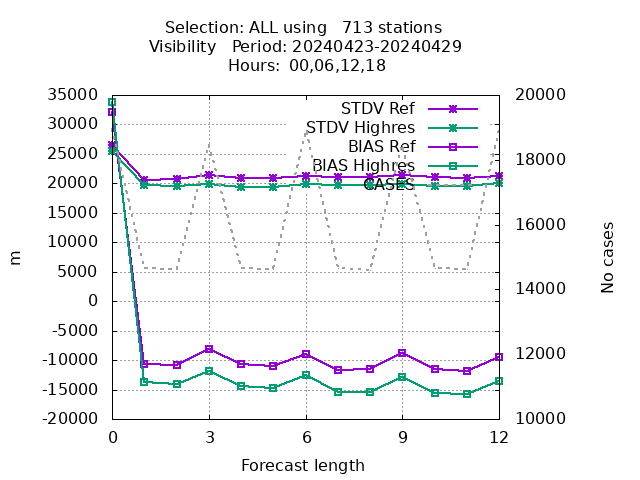 Selection: ALL using 713 stations
Visibility Period: 20240423-20240429
Hours: 00,06,12,18
35000
30000
25000
20000
15000
10000
5000
0
-5000
-10000
-15000
-20000
m
STDV Ref
STDV Highres
BIAS Ref
BIAS Highres
CASES
20000
18000
16000
14000
12000
10000
No cases
0
3
6
9
12
Forecast length